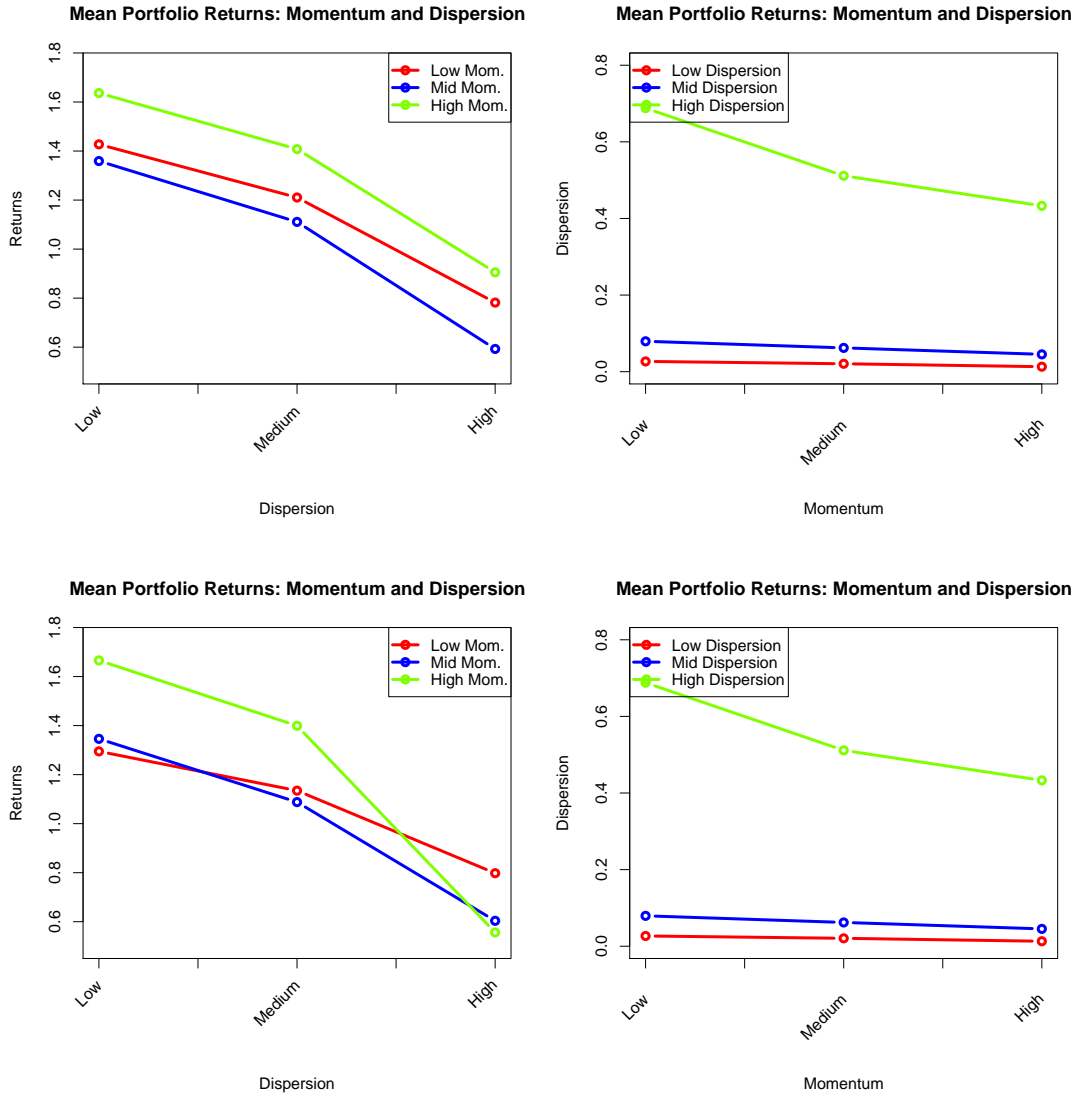 Mean Portfolio Returns: Momentum and Dispersion
Returns
1.8
1.6
1.4
1.2
1.0
0.8
0.6
Low Mom.
Mid Mom.
High Mom.
Low
Medium
High
Dispersion
Mean Portfolio Returns: Momentum and Dispersion
Dispersion
0.8
0.6
0.4
0.2
0.0
Low Dispersion
Mid Dispersion
High Dispersion
Low
Medium
High
Momentum
Mean Portfolio Returns: Momentum and Dispersion
Returns
1.8
1.6
1.4
1.2
1.0
0.8
0.6
Low Mom.
Mid Mom.
High Mom.
Low
Medium
High
Dispersion
Mean Portfolio Returns: Momentum and Dispersion
Dispersion
0.8
0.6
0.4
0.2
0.0
Low Dispersion
Mid Dispersion
High Dispersion
Low
Medium
High
Momentum